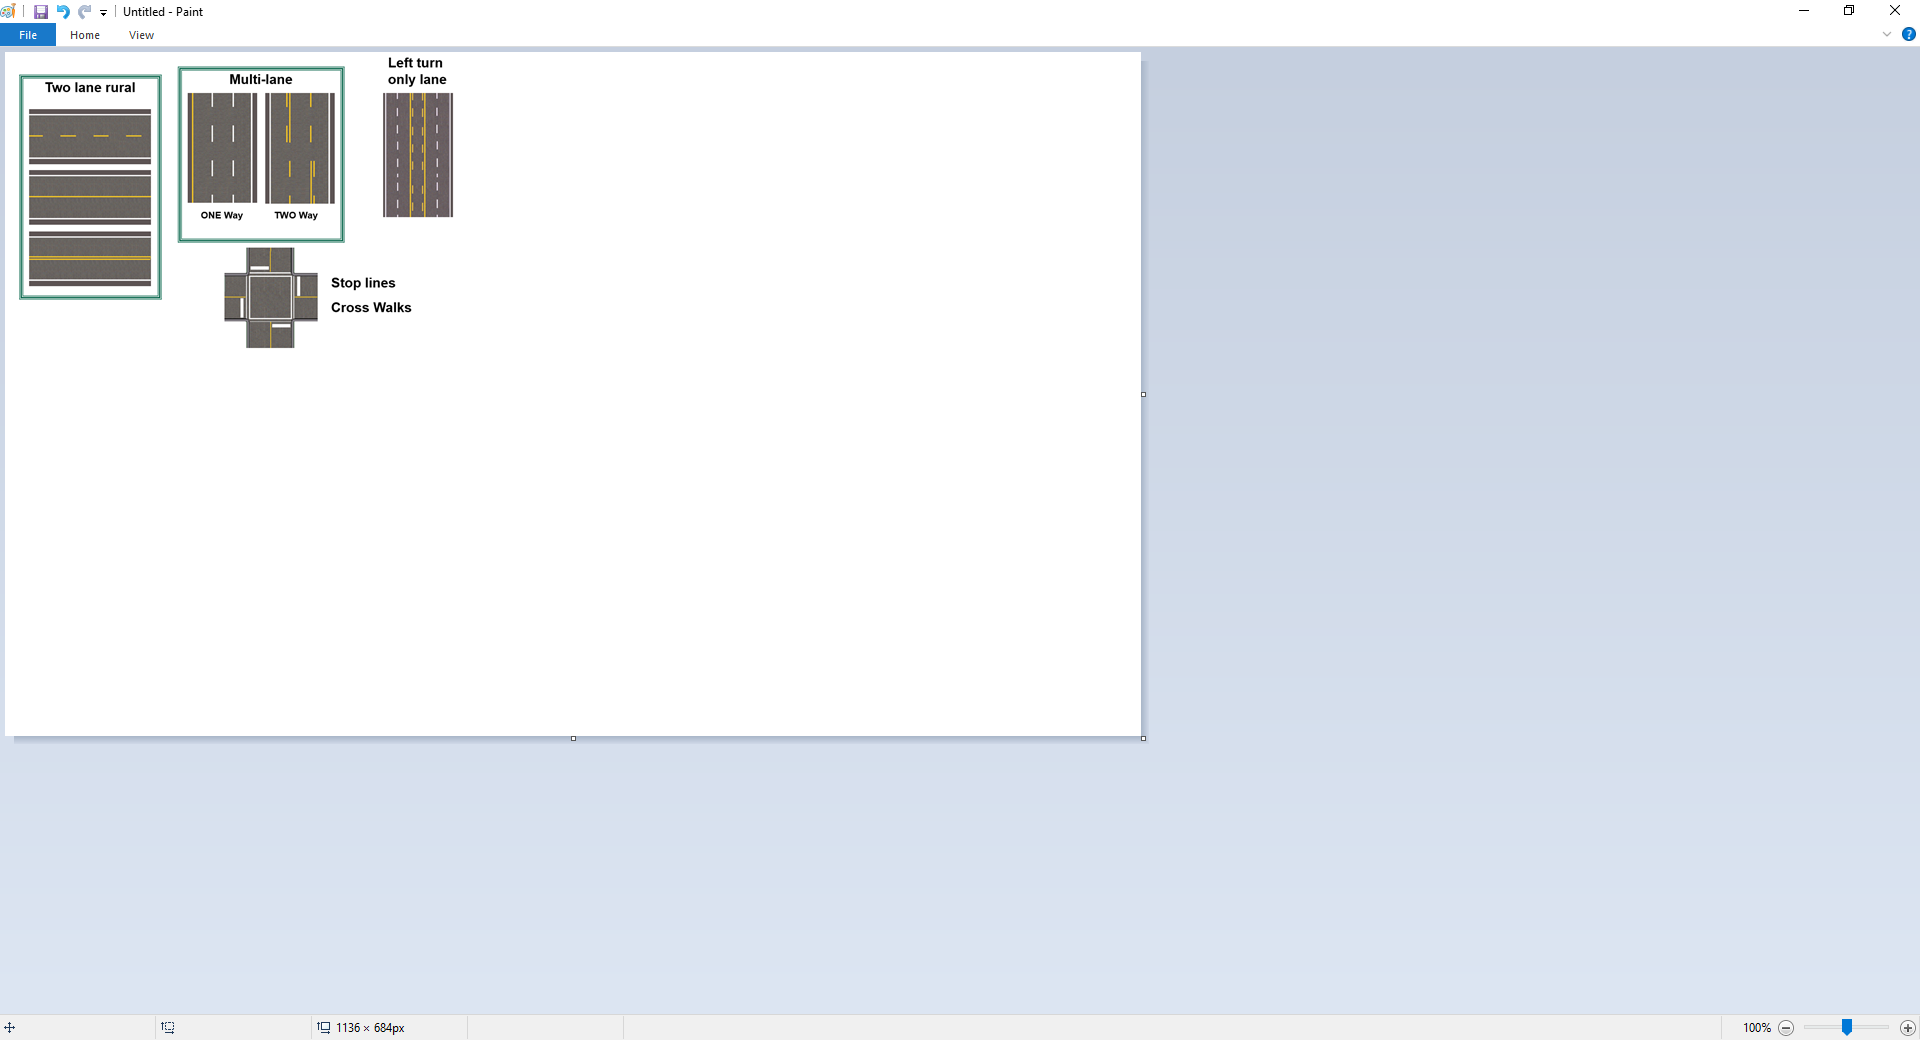 Untitled - Paint
File
Home
View
?
Two lane rural
Multi-lane
ONE Way
TWO Way
Left turn
only lane
Stop lines
Cross Walks
1136 × 684px
100%